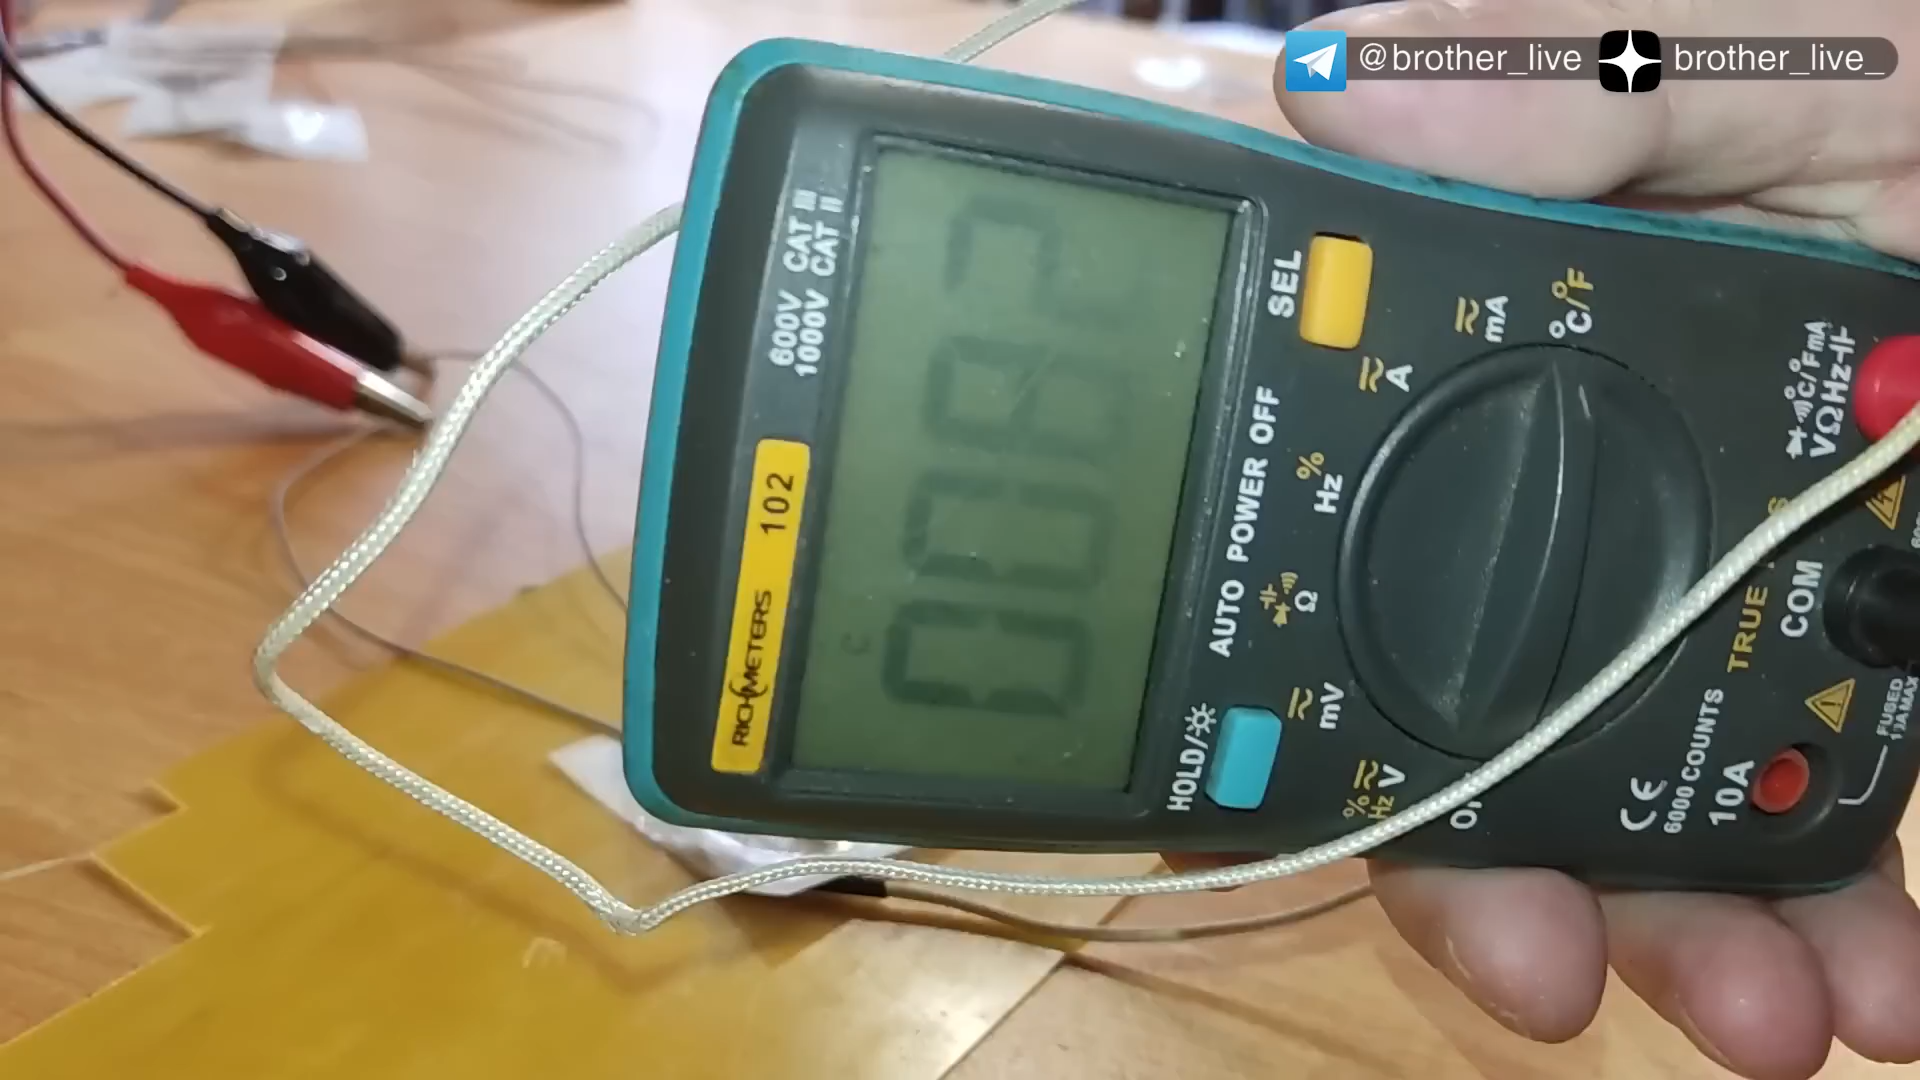 @brother_live brother_live_
600V CAT III
1000V CAT II
RICHMETERS 102
C
HOLD/
SEL
AUTO POWER OFF
% Hz V
mV
Ω
% Hz
A
mA
°C/°F
TRUE
CE
6000 COUNTS
10A
COM
°C/°F mA
VΩHz
FUSED